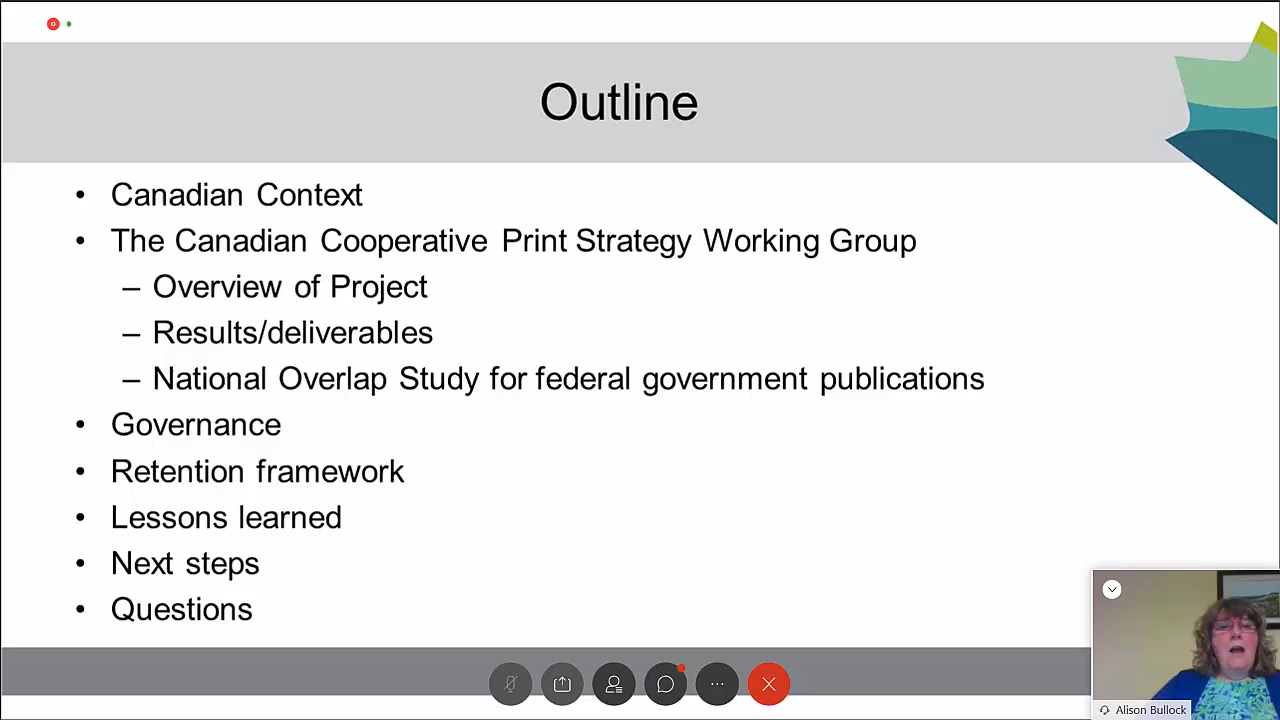 Outline
• Canadian Context
• The Canadian Cooperative Print Strategy Working Group
– Overview of Project
– Results/deliverables
– National Overlap Study for federal government publications
• Governance
• Retention framework
• Lessons learned
• Next steps
• Questions
Alison Bullock